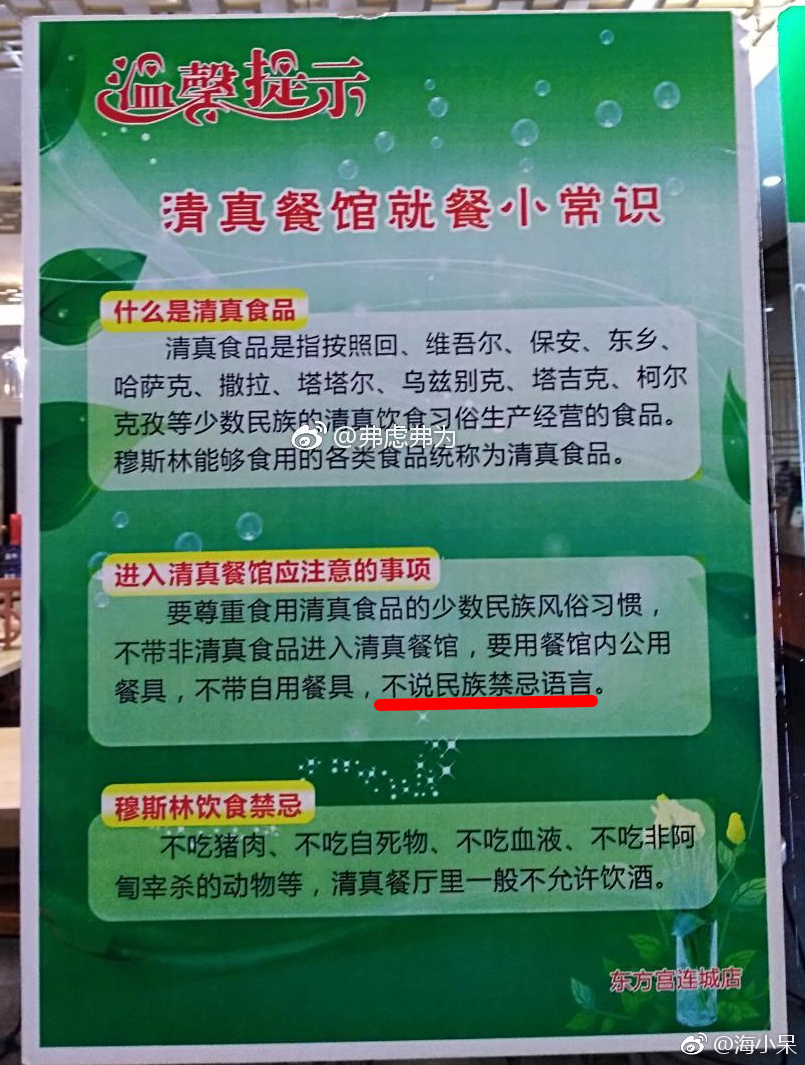 温馨提示
清真餐馆就餐小常识
什么是清真食品
清真食品是指按照回、维吾尔、保安、东乡、
哈萨克、撒拉、塔塔尔、乌兹别克、塔吉克、柯尔
克孜等少数民族的清真饮食习俗生产经营的食品。
@弗虑弗为
穆斯林能够食用的各类食品统称为清真食品。
进入清真餐馆应注意的事项
要尊重食用清真食品的少数民族风俗习惯，
不带非清真食品进入清真餐馆，要用餐馆内公用
餐具，不带自用餐具，不说民族禁忌语言。
穆斯林饮食禁忌
不吃猪肉、不吃自死物、不吃血液、不吃非阿
訇宰杀的动物等，清真餐厅里一般不允许饮酒。
东方宫连城店
@海小呆